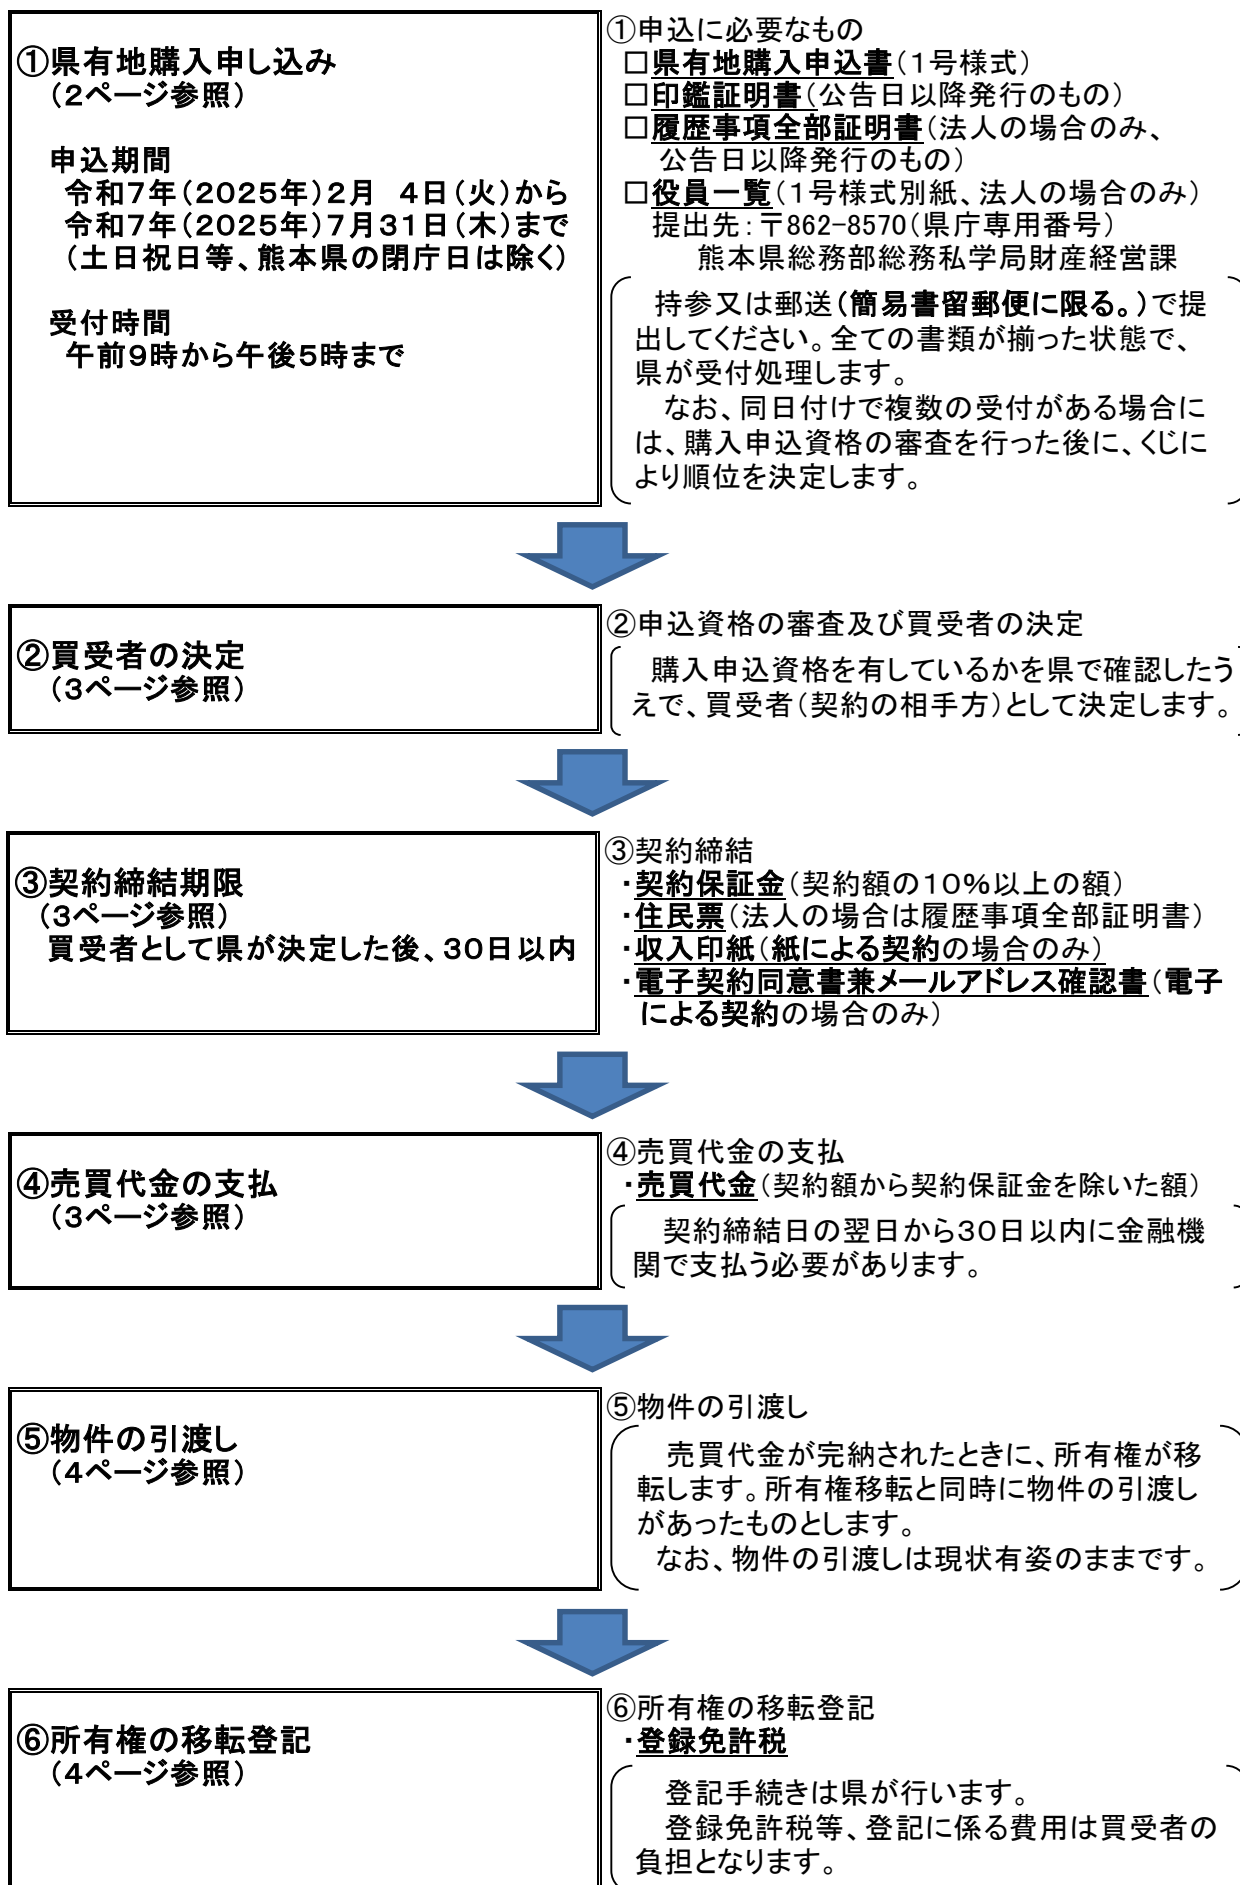 ①県有地購入申し込み
（2ページ参照）
申込期間
令和7年（2025年）2月　4日（火）から
令和7年（2025年）7月31日（木）まで
（土日祝日等、熊本県の閉庁日は除く）
受付時間
午前9時から午後5時まで
①申込に必要なもの
□県有地購入申込書（1号様式）
□印鑑証明書（公告日以降発行のもの）
□履歴事項全部証明書（法人の場合のみ、
公告日以降発行のもの）
□役員一覧（1号様式別紙、法人の場合のみ）
提出先：〒862-8570（県庁専用番号）
熊本県総務部総務私学局財産経営課
持参又は郵送（簡易書留郵便に限る。）で提
出してください。全ての書類が揃った状態で、
県が受付処理します。
なお、同日付けで複数の受付がある場合に
は、購入申込資格の審査を行った後に、くじに
より順位を決定します。
②買受者の決定
（3ページ参照）
②申込資格の審査及び買受者の決定
購入申込資格を有しているかを県で確認したう
えで、買受者（契約の相手方）として決定します。
③契約締結期限
（3ページ参照）
買受者として県が決定した後、30日以内
③契約締結
・契約保証金（契約額の10％以上の額）
・住民票（法人の場合は履歴事項全部証明書）
・収入印紙（紙による契約の場合のみ）
・電子契約同意書兼メールアドレス確認書（電子
による契約の場合のみ）
④売買代金の支払
（3ページ参照）
④売買代金の支払
・売買代金（契約額から契約保証金を除いた額）
契約締結日の翌日から30日以内に金融機
関で支払う必要があります。
⑤物件の引渡し
（4ページ参照）
⑤物件の引渡し
売買代金が完納されたときに、所有権が移
転します。所有権移転と同時に物件の引渡し
があったものとします。
なお、物件の引渡しは現状有姿のままです。
⑥所有権の移転登記
（4ページ参照）
⑥所有権の移転登記
・登録免許税
登記手続きは県が行います。
登録免許税等、登記に係る費用は買受者の
負担となります。